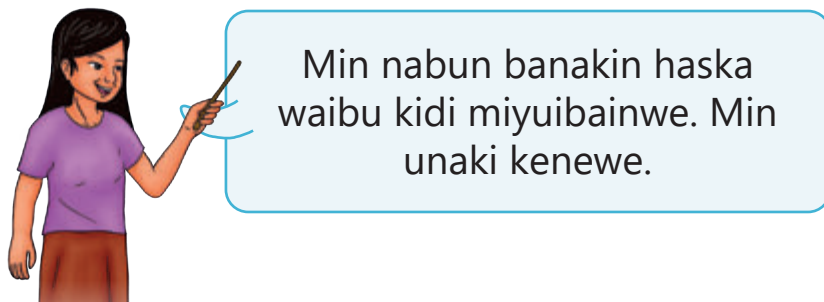 Min nabun banakin haska
waibu kidi miyuibainwe. Min
unaki kenewe.